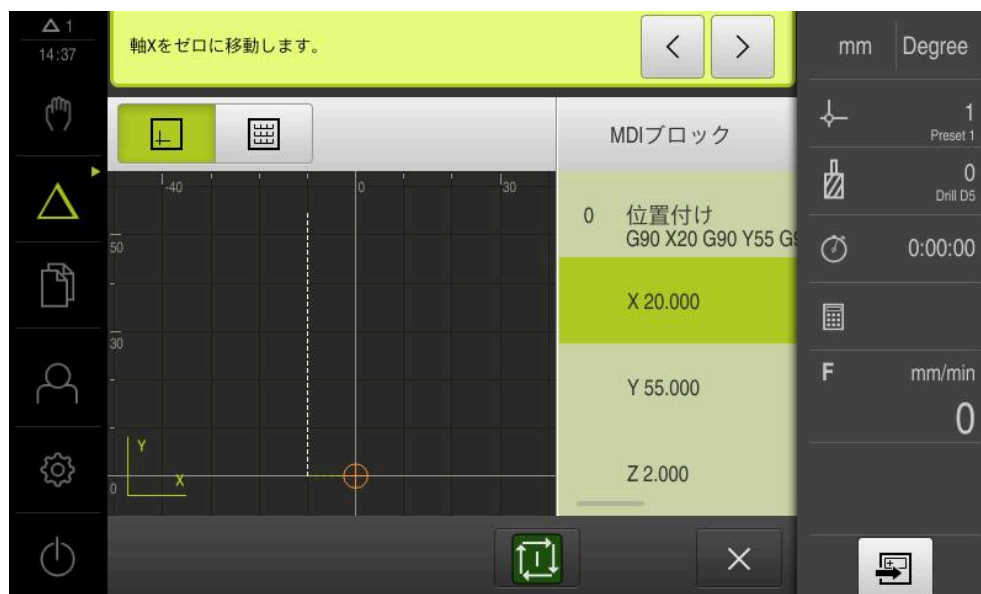 1
14:37
軸Xをゼロに移動します。
mm
Degree
1
Preset 1
0
Drill D5
0:00:00
F
mm/min
0
MDIブロック
-40
0
30
50
30
0
Y
X
0
位置付け
G90 X20 G90 Y55 G9
X 20.000
Y 55.000
Z 2.000